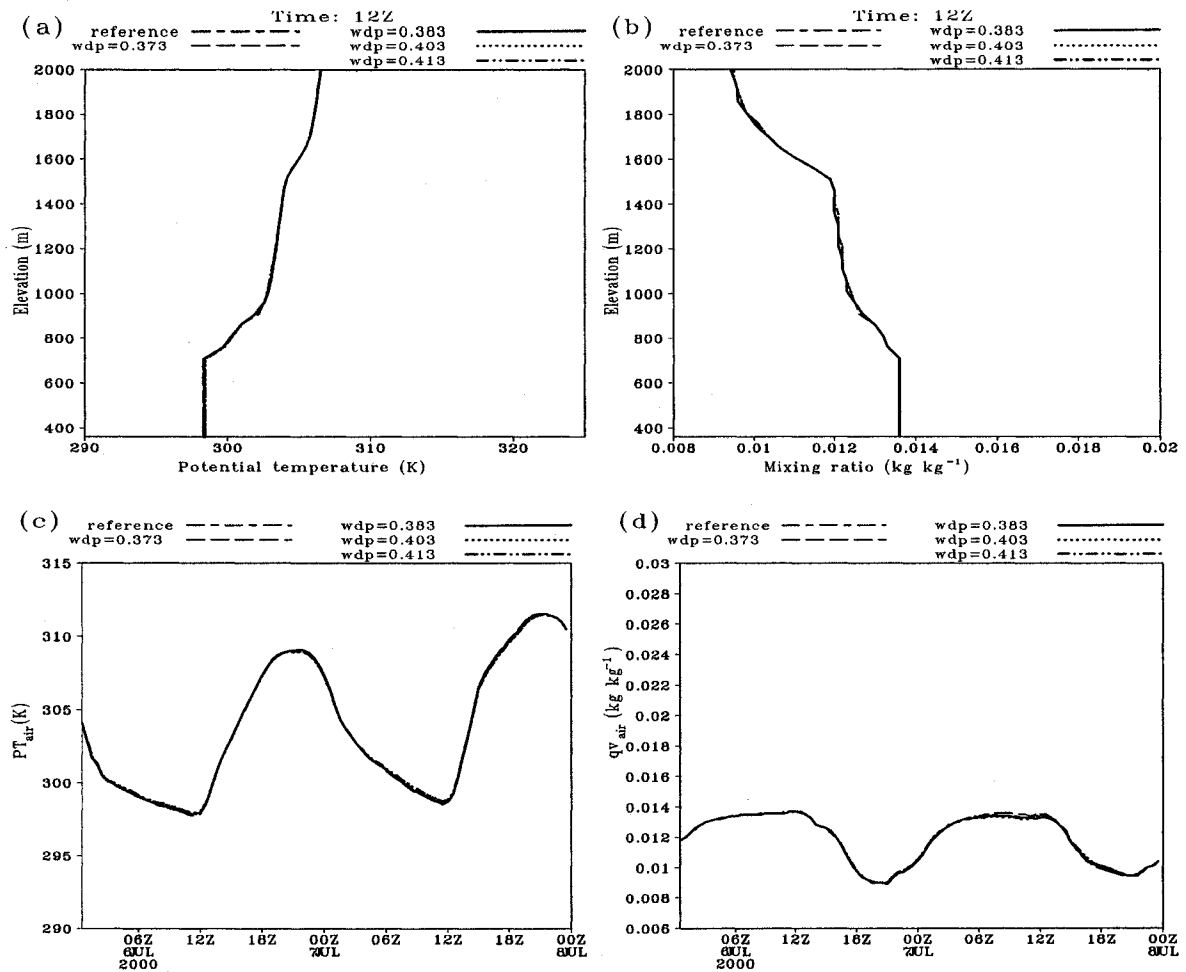 (a)
Time: 12Z
reference
wdp=0.373
wdp=0.383
wdp=0.403
wdp=0.413
2000
1800
1600
1400
1200
1000
800
600
400
Elevation (m)
290
300
310
320
Potential temperature (K)
(b)
Time: 12Z
reference
wdp=0.373
wdp=0.383
wdp=0.403
wdp=0.413
2000
1800
1600
1400
1200
1000
800
600
400
Elevation (m)
0.008
0.01
0.012
0.014
0.016
0.018
0.02
Mixing ratio (kg kg⁻¹)
(c)
reference
wdp=0.373
wdp=0.383
wdp=0.403
wdp=0.413
315
310
305
300
295
290
PT air (K)
06Z
12Z
18Z
00Z
06Z
12Z
18Z
00Z
6JUL
7JUL
8JUL
2000
(d)
reference
wdp=0.373
wdp=0.383
wdp=0.403
wdp=0.413
0.03
0.028
0.026
0.024
0.022
0.02
0.018
0.016
0.014
0.012
0.01
0.008
0.006
qv air (kg kg⁻¹)
06Z
12Z
18Z
00Z
06Z
12Z
18Z
00Z
6JUL
7JUL
8JUL
2000